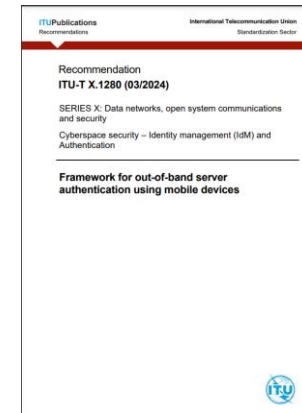 ITUPublications
International Telecommunication Union
Recommendations
Standardization Sector
Recommendation
ITU-T X.1280 (03/2024)
SERIES X: Data networks, open system communications
and security
Cyberspace security – Identity management (IdM) and
Authentication
Framework for out-of-band server
authentication using mobile devices
ITU